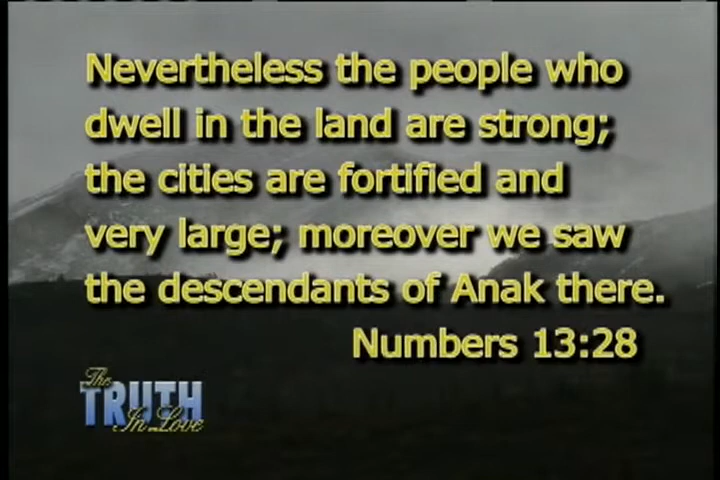 Nevertheless the people who
dwell in the land are strong;
the cities are fortified and
very large; moreover we saw
the descendants of Anak there.
Numbers 13:28
The
TRUTH
In Love